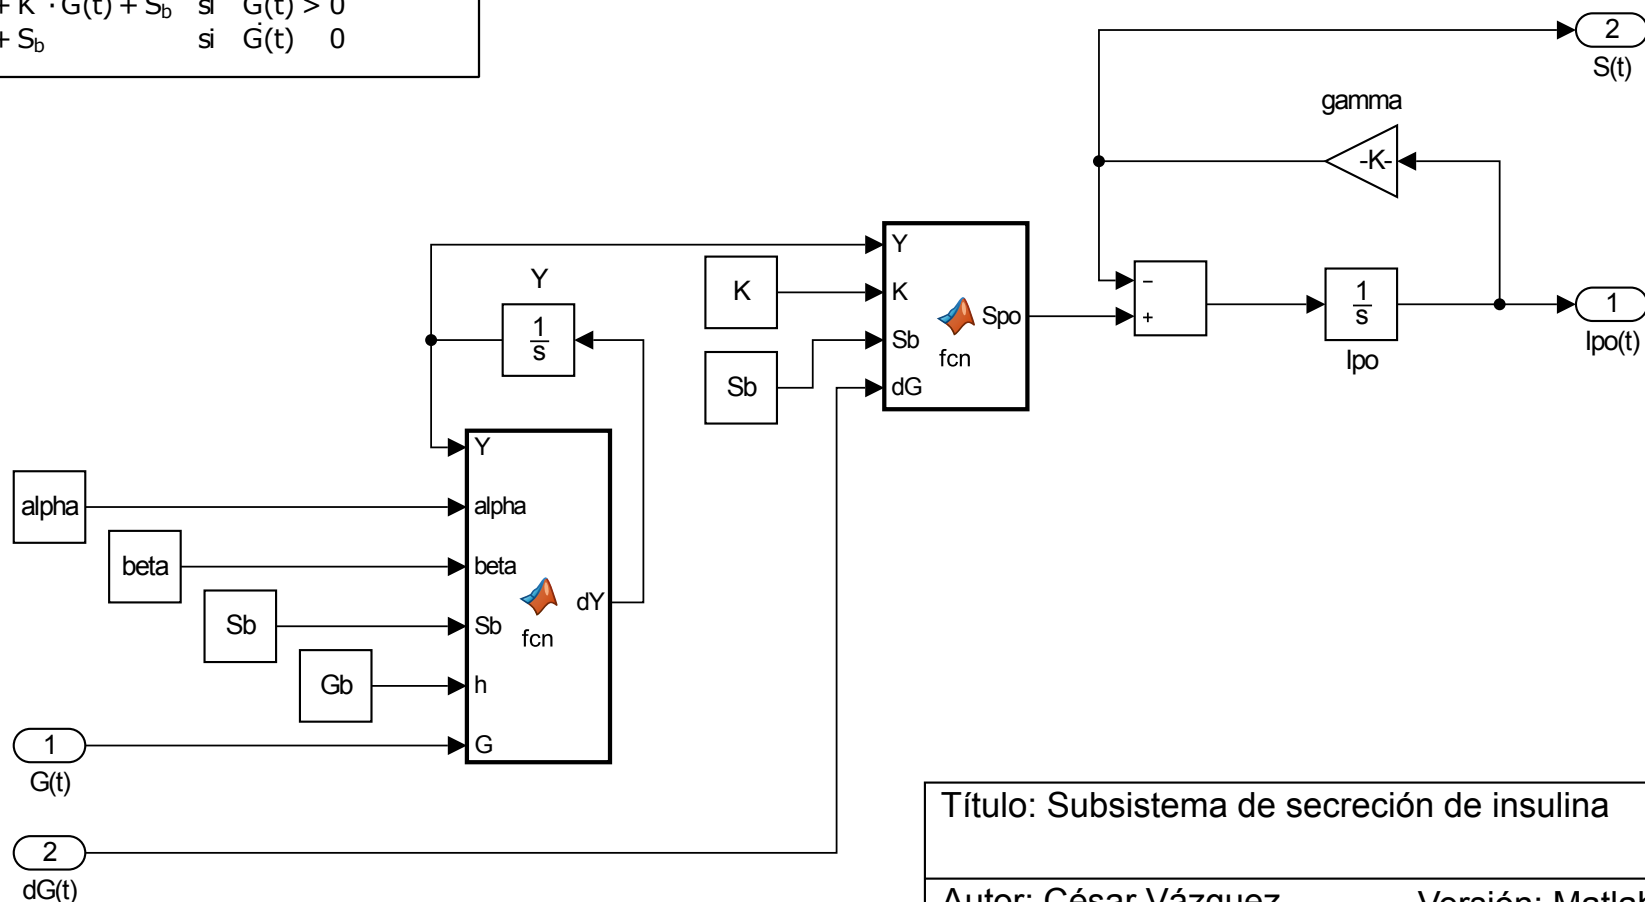 + K · Ġ(t) + Sb si Ġ(t) > 0
+ Sb si Ġ(t) 0
2
S(t)
gamma
-K-
Y
K
Sb
dG
Spo
fcn
K
Sb
−
+
1
s
Ipo
1
Ipo(t)
Y
1
s
Y
alpha
beta
Sb
h
G
dY
fcn
alpha
beta
Sb
Gb
1
G(t)
2
dG(t)
Título: Subsistema de secreción de insulina
Autor: César Vázquez Versión: Matlab